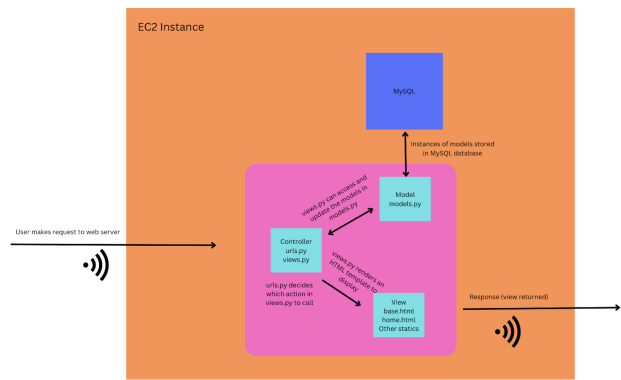 EC2 Instance
MySQL
Instances of models stored
in MySQL database
views.py can access and
update the models in
models.py
Model
models.py
User makes request to web server
Controller
urls.py
views.py
views.py renders an
HTML template to
display
urls.py decides
which action in
views.py to call
View
base.html
home.html
Other statics
Response (view returned)